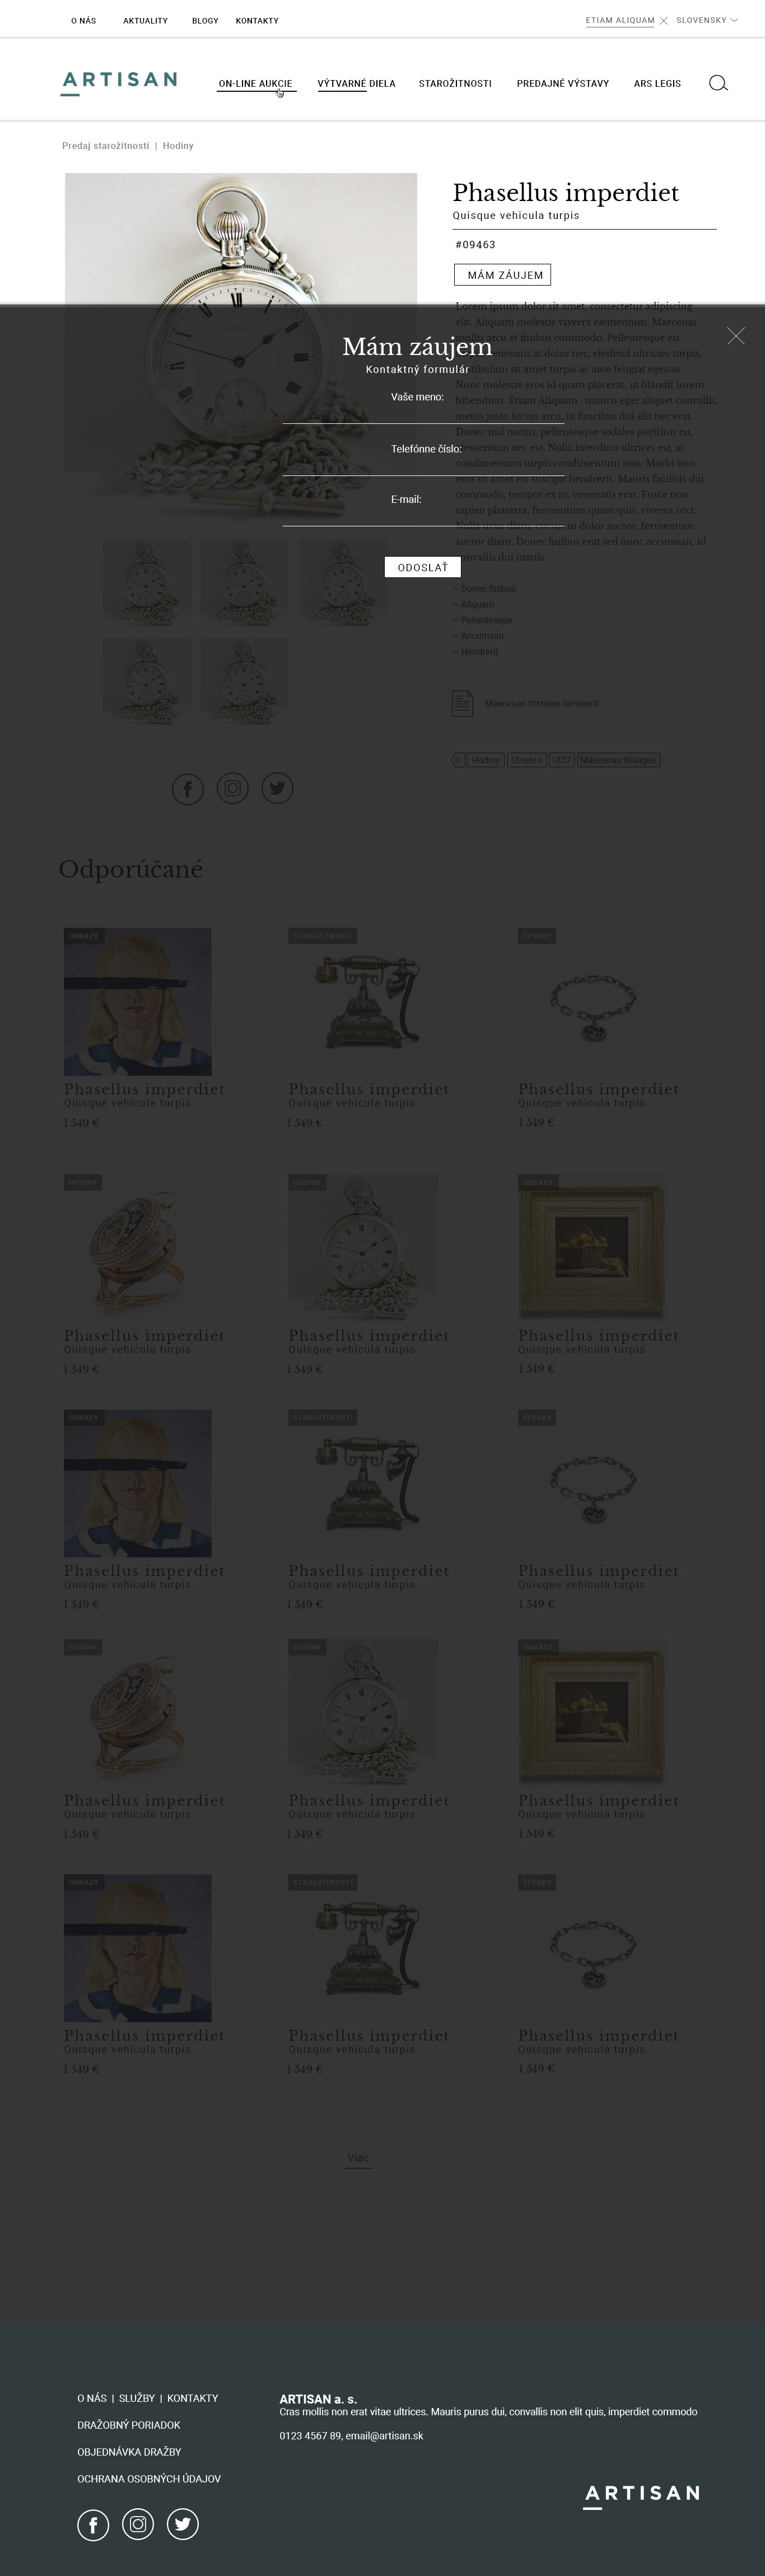 O NÁS AKTUALITY BLOGY KONTAKTY ETIAM ALIQUAM SLOVENSKY
ARTISAN ON-LINE AUKCIE VÝTVARNÉ DIELA STAROŽITNOSTI PREDAJNÉ VÝSTAVY ARS LEGIS
Predaj starožitností | Hodiny
Phasellus imperdiet
Quisque vehicula turpis
#09463
MÁM ZÁUJEM
Mám záujem
Kontaktný formulár
Vaše meno:
Telefónne číslo:
E-mail:
ODOSLAŤ
Lorem ipsum dolor sit amet, consectetur adipiscing
elit. Aliquam molestie viverra elementum. Maecenas
arcu et finibus commodo. Pellentesque est
venenatis at dolor nec, eleifend ultricies turpis.
sit amet turpis ac ante feugiat egestas.
Nunc molestie eros id quam placerat, ut blandit lorem
bibendum. Etiam Aliquam , mauris eget aliquet convallis,
metus justo luctus arcu, ut faucibus dui elit nec erat.
Donec nisl metus, pellentesque sodales porttitor eu,
elementum nec est. Nulla interdum ultrices est, ac
condimentum turpis condimentum non. Morbi non
eros sit amet est suscipit hendrerit. Mauris facilisis dui
commodo, tempor ex in, venenatis erat. Fusce non
sapien pharetra, fermentum quam quis, viverra orci.
Nulla urna diam, cursus in dolor auctor, fermentum
auctor diam. Donec finibus erat sed nunc accumsan, id
convallis dui mattis.
— Donec finibus
— Aliquam
— Pellentesque
— Accumsan
— Hendrerit
Maecenas tristique hendrerit
Hodiny Striebro 1837 Maecenas tristique
Odporúčané
OBRAZY STAROŽITNOSTI ŠPERKY
Phasellus imperdiet Phasellus imperdiet Phasellus imperdiet
Quisque vehicula turpis Quisque vehicula turpis Quisque vehicula turpis
1 549 € 1 549 € 1 549 €
HODINY HODINY OBRAZY
Phasellus imperdiet Phasellus imperdiet Phasellus imperdiet
Quisque vehicula turpis Quisque vehicula turpis Quisque vehicula turpis
1 549 € 1 549 € 1 549 €
OBRAZY STAROŽITNOSTI ŠPERKY
Phasellus imperdiet Phasellus imperdiet Phasellus imperdiet
Quisque vehicula turpis Quisque vehicula turpis Quisque vehicula turpis
1 549 € 1 549 € 1 549 €
HODINY HODINY OBRAZY
Phasellus imperdiet Phasellus imperdiet Phasellus imperdiet
Quisque vehicula turpis Quisque vehicula turpis Quisque vehicula turpis
1 549 € 1 549 € 1 549 €
OBRAZY STAROŽITNOSTI ŠPERKY
Phasellus imperdiet Phasellus imperdiet Phasellus imperdiet
Quisque vehicula turpis Quisque vehicula turpis Quisque vehicula turpis
1 549 € 1 549 € 1 549 €
Viac
O NÁS | SLUŽBY | KONTAKTY
DRAŽOBNÝ PORIADOK
OBJEDNÁVKA DRAŽBY
OCHRANA OSOBNÝCH ÚDAJOV
ARTISAN a. s.
Cras mollis non erat vitae ultrices. Mauris purus dui, convallis non elit quis, imperdiet commodo
0123 4567 89, email@artisan.sk
ARTISAN